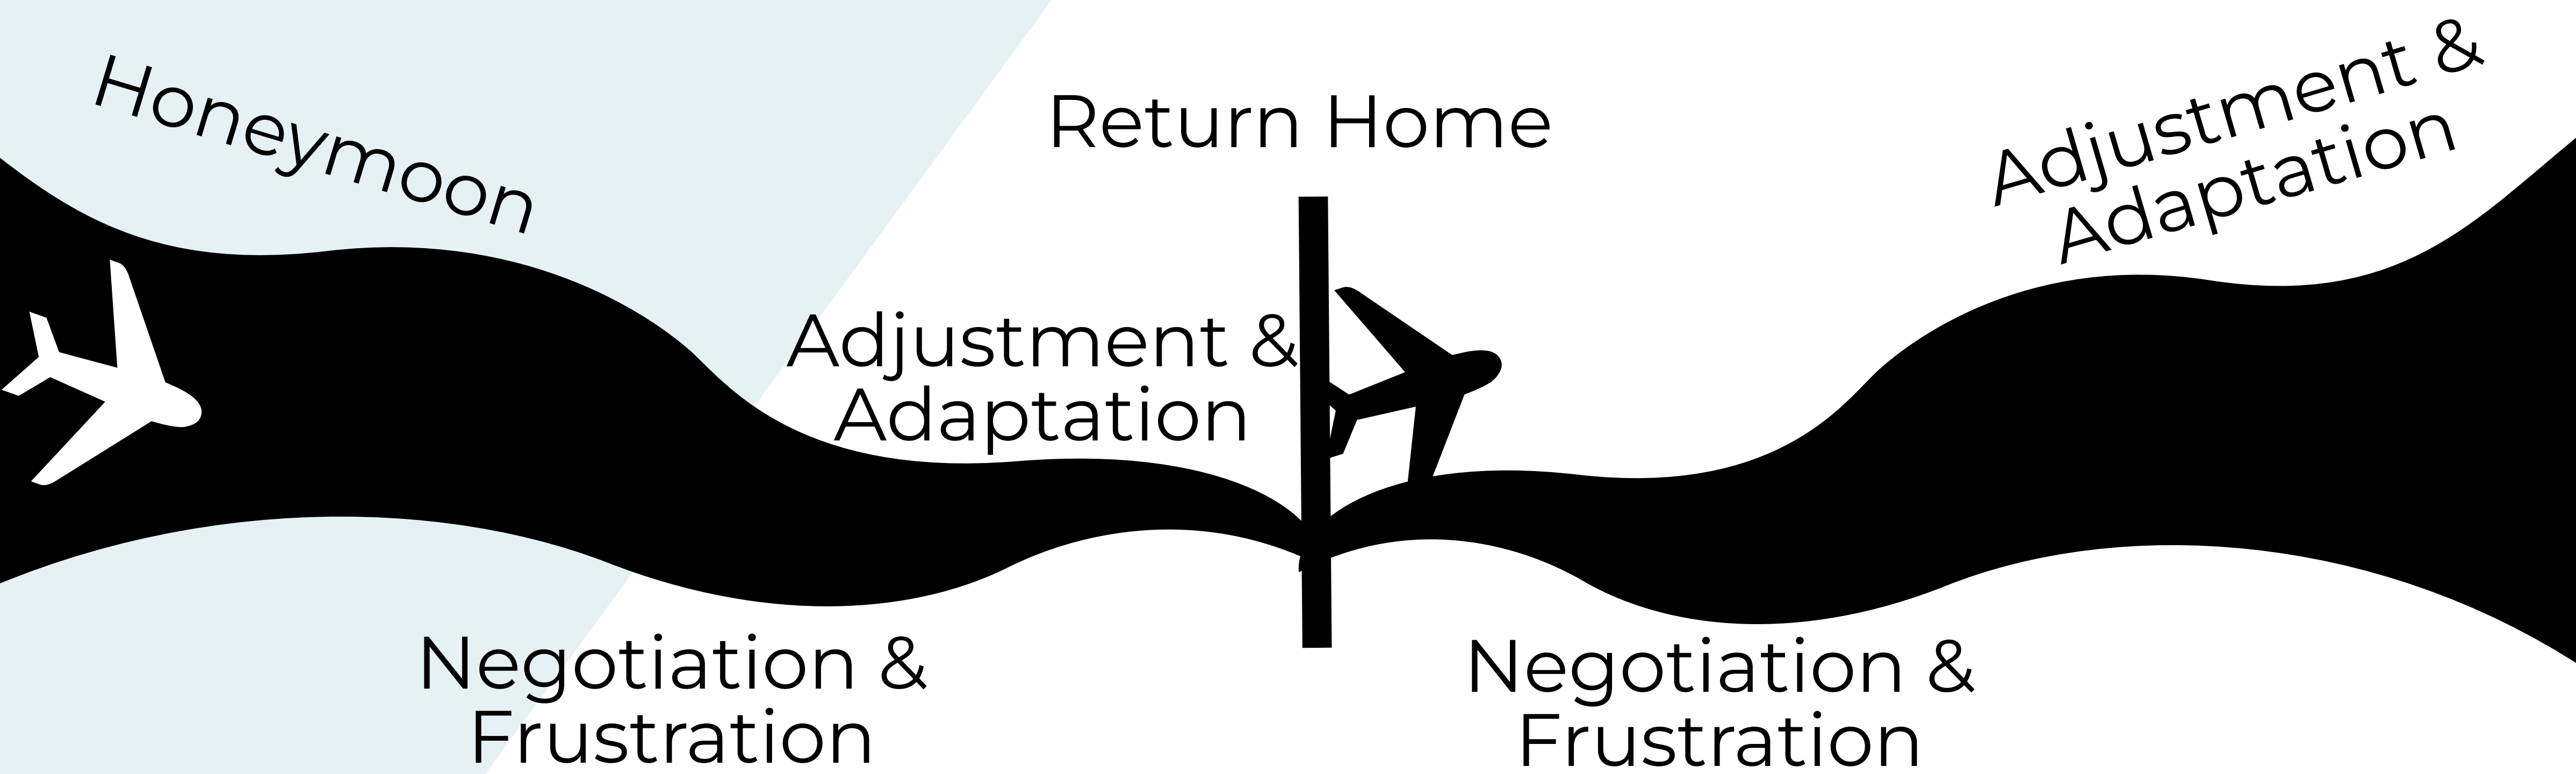 Honeymoon
Negotiation &
Frustration
Adjustment &
Adaptation
Return Home
Negotiation &
Frustration
Adjustment &
Adaptation